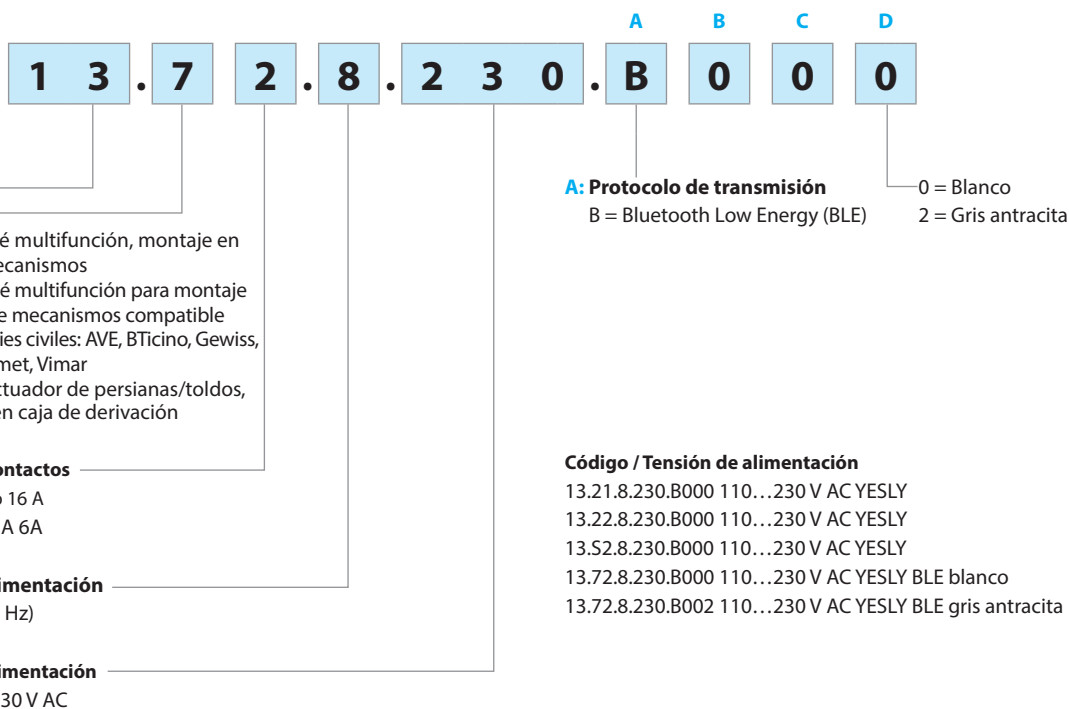 A B C D
1 3 . 7 2 . 8 . 2 3 0 . B 0 0 0
A: Protocolo de transmisión
B = Bluetooth Low Energy (BLE)
0 = Blanco
2 = Gris antracita
é multifunción, montaje en
ecanismos
é multifunción para montaje
e mecanismos compatible
ies civiles: AVE, BTicino, Gewiss,
met, Vimar
ctuador de persianas/toldos,
en caja de derivación
ontactos
o 16 A
A 6A
imentación
Hz)
imentación
30 V AC
Código / Tensión de alimentación
13.21.8.230.B000 110…230 V AC YESLY
13.22.8.230.B000 110…230 V AC YESLY
13.S2.8.230.B000 110…230 V AC YESLY
13.72.8.230.B000 110…230 V AC YESLY BLE blanco
13.72.8.230.B002 110…230 V AC YESLY BLE gris antracita